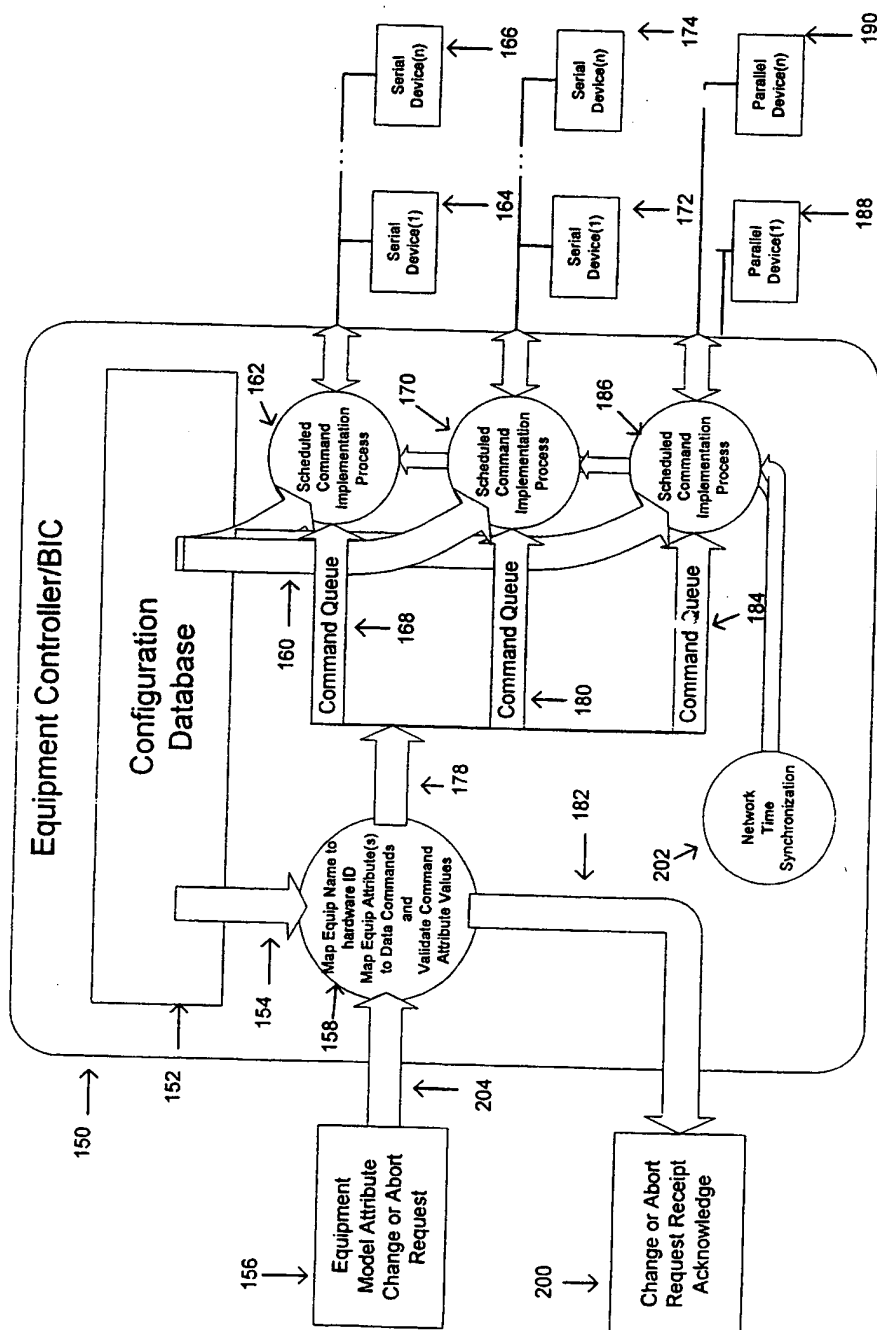 Equipment Controller/BIC
150
152
Configuration
Database
154
158
Map Equip Name to
hardware ID
Map Equip Attribute(s)
to Data Commands
and
Validate Command
Attribute Values
156
Equipment
Model Attribute
Change or Abort
Request
204
178
160
Command Queue
168
Command Queue
180
Command Queue
184
162
Scheduled
Command
Implementation
Process
170
Scheduled
Command
Implementation
Process
186
Scheduled
Command
Implementation
Process
Serial
Device(1)
164
Serial
Device(n)
166
Serial
Device(1)
172
Serial
Device(n)
174
Parallel
Device(1)
188
Parallel
Device(n)
190
182
200
Change or Abort
Request Receipt
Acknowledge
202
Network
Time
Synchronization